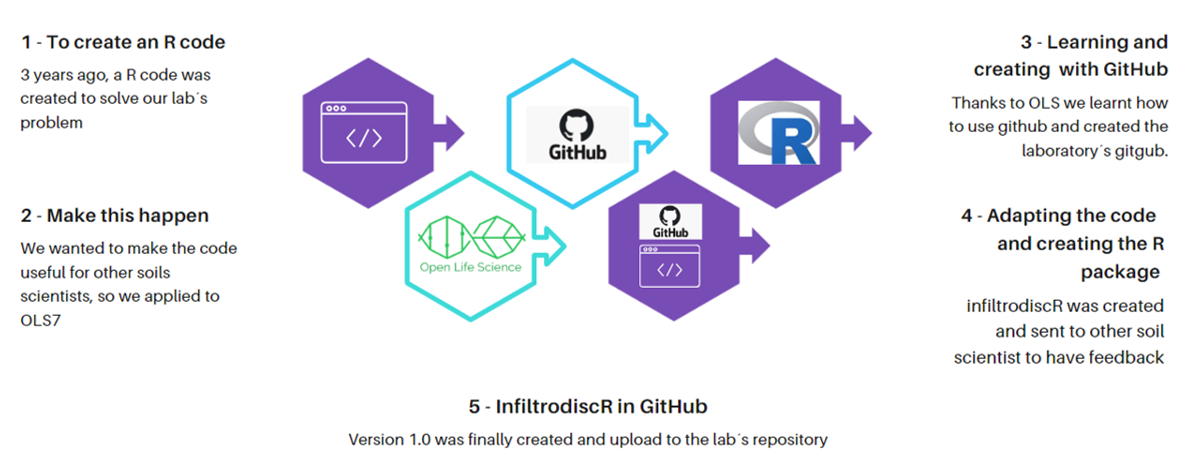 1 - To create an R code
3 years ago, a R code was
created to solve our lab´s
problem
2 - Make this happen
We wanted to make the code
useful for other soils
scientists, so we applied to
OLS7
</>
GitHub
R
Open Life Science
GitHub
</>
3 - Learning and
creating with GitHub
Thanks to OLS we learnt how
to use github and created the
laboratory´s gitgub.
4 - Adapting the code
and creating the R
package
infiltrodiscR was created
and sent to other soil
scientist to have feedback
5 - InfiltrodiscR in GitHub
Version 1.0 was finally created and upload to the lab´s repository